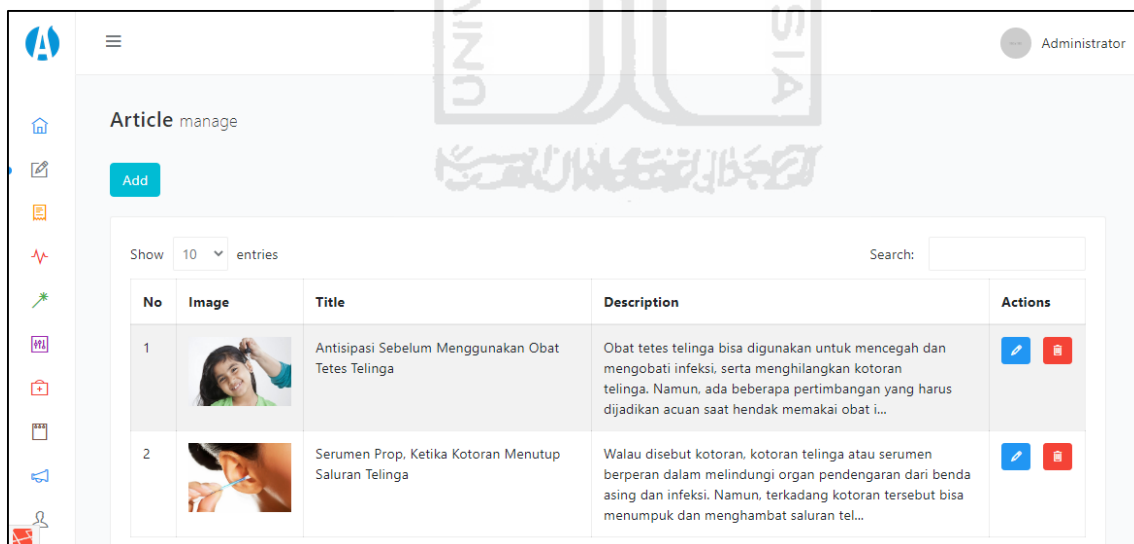 Administrator
Article manage
Add
Show 10 entries Search:
No Image Title Description Actions
1 Antisipasi Sebelum Menggunakan Obat
Tetes Telinga
Obat tetes telinga bisa digunakan untuk mencegah dan
mengobati infeksi, serta menghilangkan kotoran
telinga. Namun, ada beberapa pertimbangan yang harus
dijadikan acuan saat hendak memakai obat i...
2 Serumen Prop, Ketika Kotoran Menutup
Saluran Telinga
Walau disebut kotoran, kotoran telinga atau serumen
berperan dalam melindungi organ pendengaran dari benda
asing dan infeksi. Namun, terkadang kotoran tersebut bisa
menumpuk dan menghambat saluran tel...